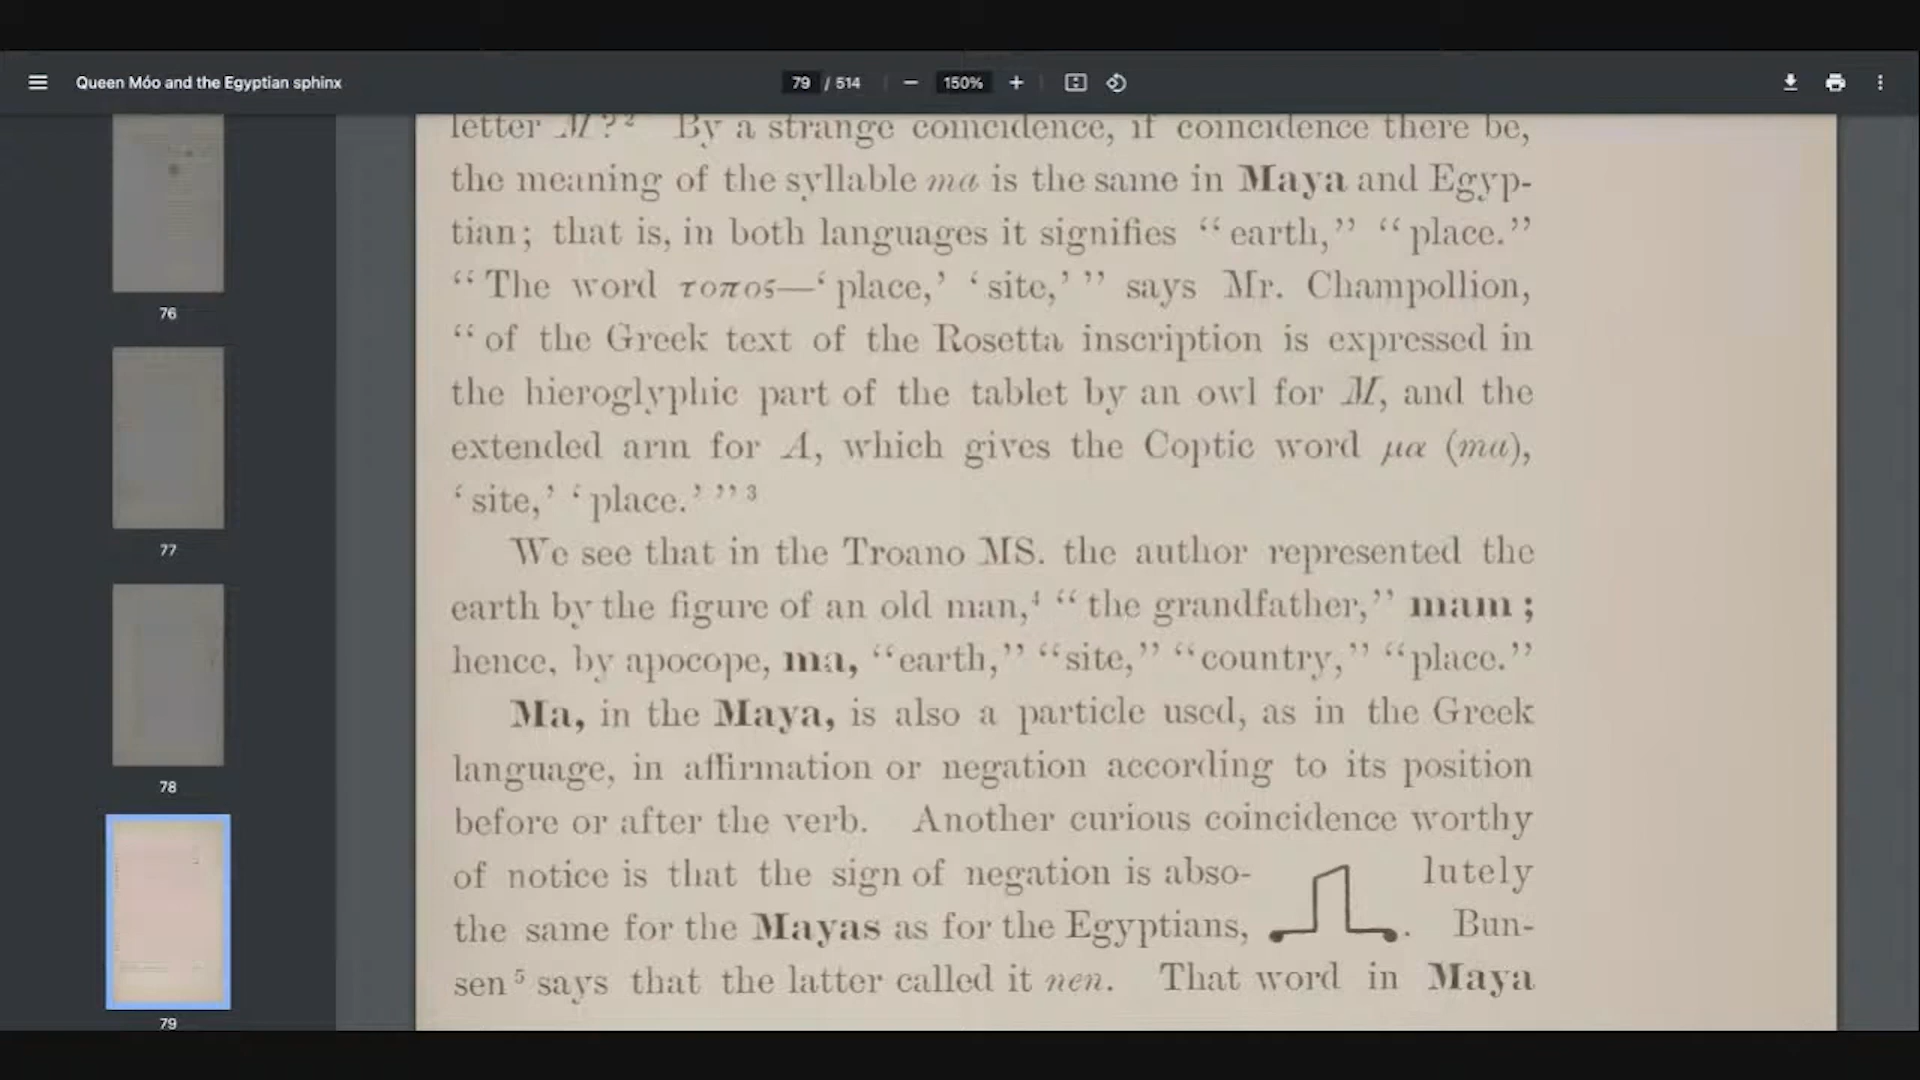 Queen Móo and the Egyptian sphinx
79 / 514
150%
76
77
78
79
letter M?² By a strange coincidence, if coincidence there be,
the meaning of the syllable ma is the same in Maya and Egyp-
tian; that is, in both languages it signifies “earth,” “place.”
“The word τοπος—‘place,’ ‘site,’” says Mr. Champollion,
“of the Greek text of the Rosetta inscription is expressed in
the hieroglyphic part of the tablet by an owl for M, and the
extended arm for A, which gives the Coptic word μα (ma),
‘site,’ ‘place.’”³
We see that in the Troano MS. the author represented the
earth by the figure of an old man,⁴ “the grandfather,” mam;
hence, by apocope, ma, “earth,” “site,” “country,” “place.”
Ma, in the Maya, is also a particle used, as in the Greek
language, in affirmation or negation according to its position
before or after the verb. Another curious coincidence worthy
of notice is that the sign of negation is abso- lutely
the same for the Mayas as for the Egyptians, . Bun-
sen⁵ says that the latter called it nen. That word in Maya